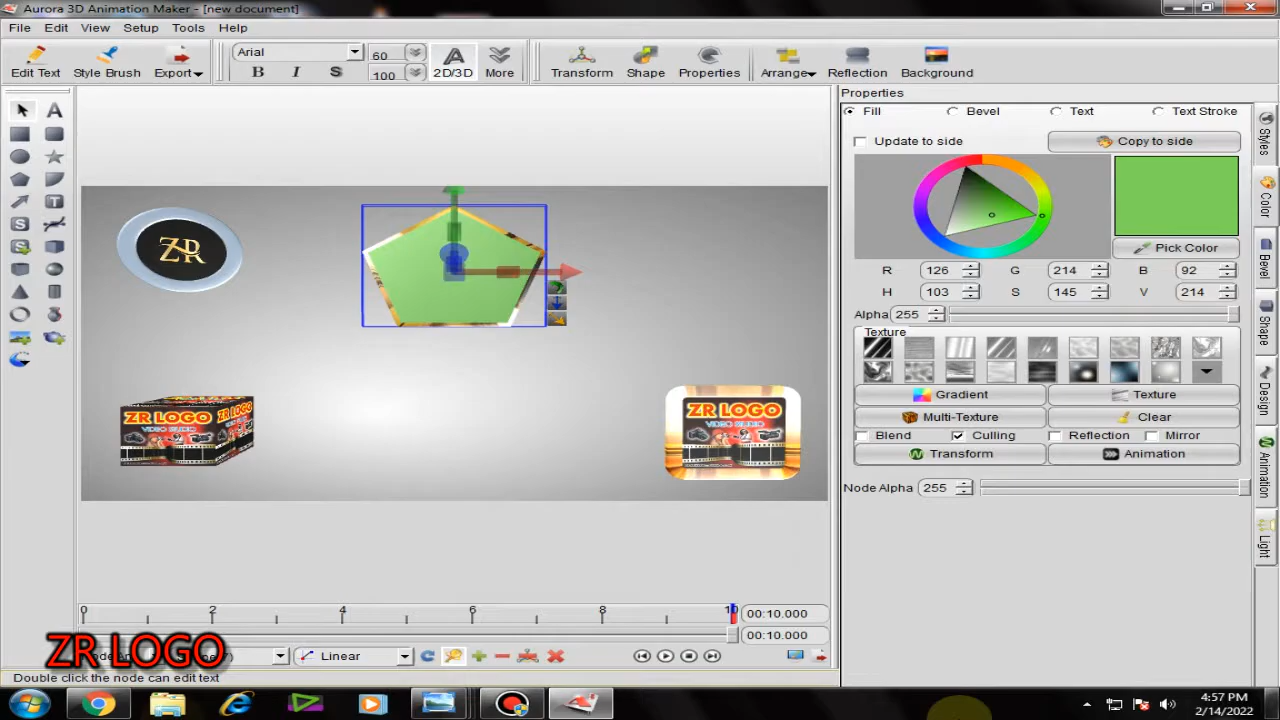 Aurora 3D Animation Maker - [new document]
File Edit View Setup Tools Help
Arial 60 100
B I S
Edit Text Style Brush Export 2D/3D More Transform Shape Properties Arrange Reflection Background
Properties
Fill Bevel Text Text Stroke
Update to side Copy to side
Pick Color
R 126 G 214 B 92
H 103 S 145 V 214
Alpha 255
Texture
Gradient Texture
Multi-Texture Clear
Blend Culling Reflection Mirror
Transform Animation
Node Alpha 255
Styles
Color
Bevel
Shape
Design
Animation
Light
ZR
ZR LOGO
ZR LOGO
ZR LOGO
0 2 4 6 8 10 00:10.000
00:10.000
Linear
ZR LOGO
Double click the node can edit text
4:57 PM
2/14/2022